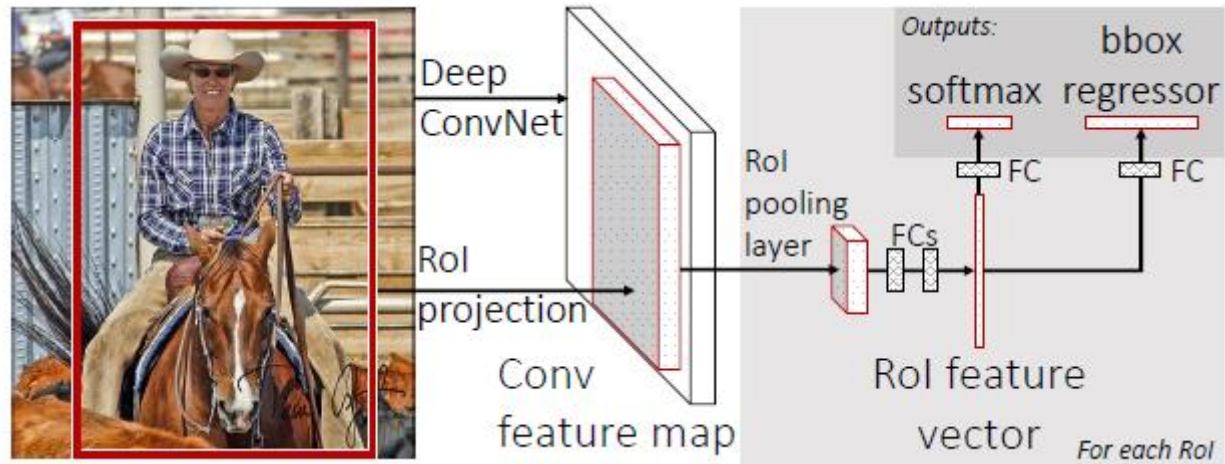 Deep
ConvNet
RoI
projection
Conv
feature map
RoI
pooling
layer
FCs
RoI feature
vector
For each RoI
Outputs:
softmax
bbox
regressor
FC
FC